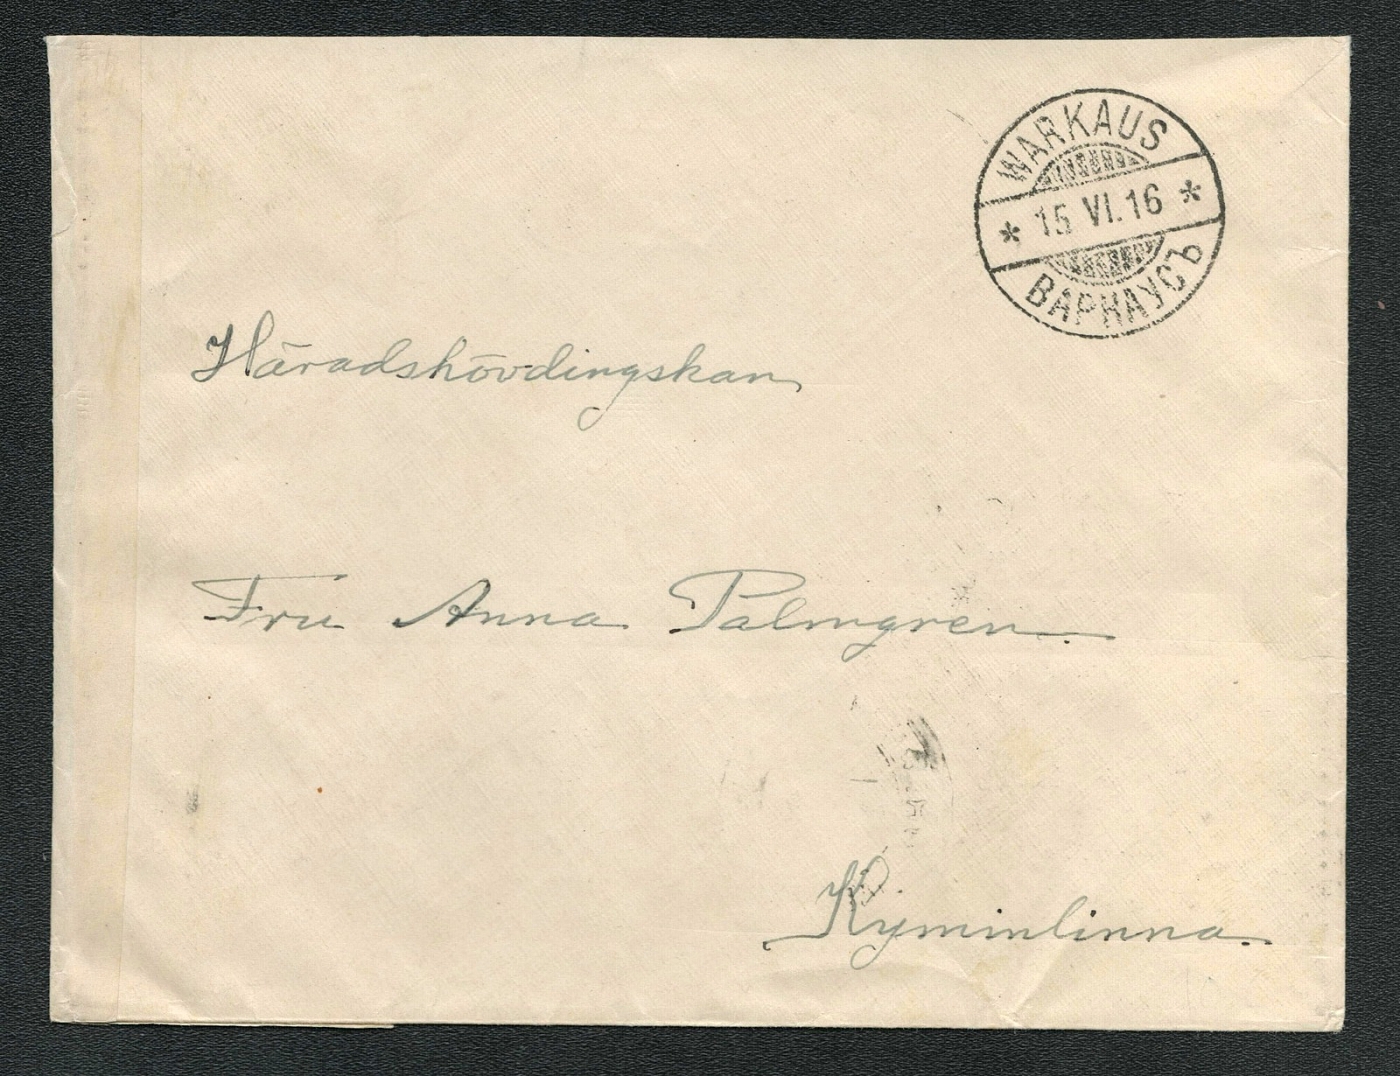 WARKAUS
* 15 VI. 16 *
ВАРКАУСЪ
Häradshövdingskan
Fru Anna Palmgren.
Kyminlinna.